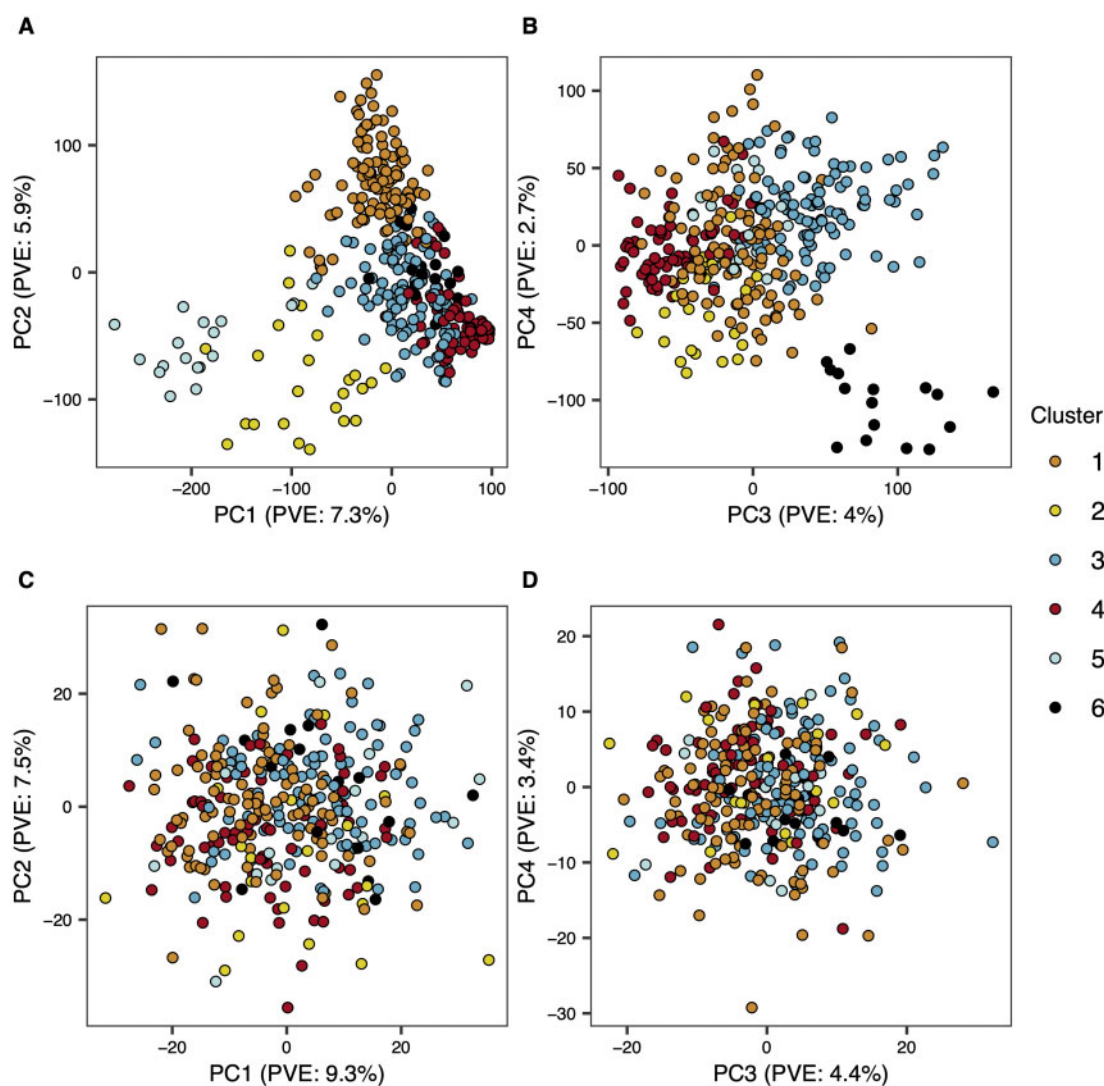 A
B
100
0
−100
PC2 (PVE: 5.9%)
−200
−100
0
100
PC1 (PVE: 7.3%)
100
50
0
−50
−100
PC4 (PVE: 2.7%)
−100
0
100
PC3 (PVE: 4%)
Cluster
1
2
3
4
5
6
C
D
20
0
−20
PC2 (PVE: 7.5%)
−20
0
20
PC1 (PVE: 9.3%)
20
10
0
−10
−20
−30
PC4 (PVE: 3.4%)
−20
0
20
PC3 (PVE: 4.4%)